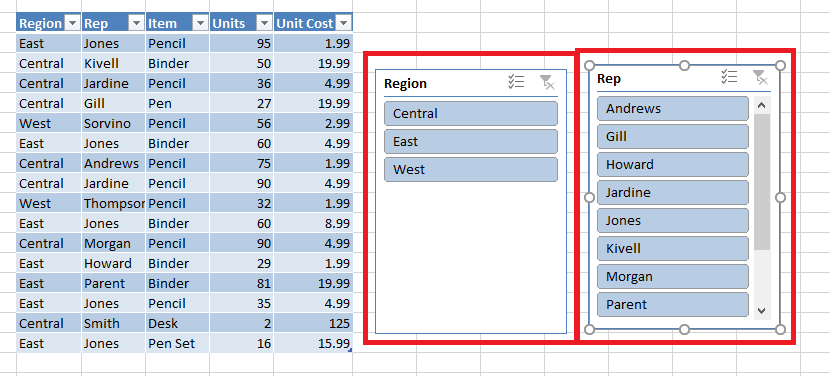 Region Rep Item Units Unit Cost
East Jones Pencil 95 1.99
Central Kivell Binder 50 19.99
Central Jardine Pencil 36 4.99
Central Gill Pen 27 19.99
West Sorvino Pencil 56 2.99
East Jones Binder 60 4.99
Central Andrews Pencil 75 1.99
Central Jardine Pencil 90 4.99
West Thompson Pencil 32 1.99
East Jones Binder 60 8.99
Central Morgan Pencil 90 4.99
East Howard Binder 29 1.99
East Parent Binder 81 19.99
East Jones Pencil 35 4.99
Central Smith Desk 2 125
East Jones Pen Set 16 15.99
Region
Central
East
West
Rep
Andrews
Gill
Howard
Jardine
Jones
Kivell
Morgan
Parent